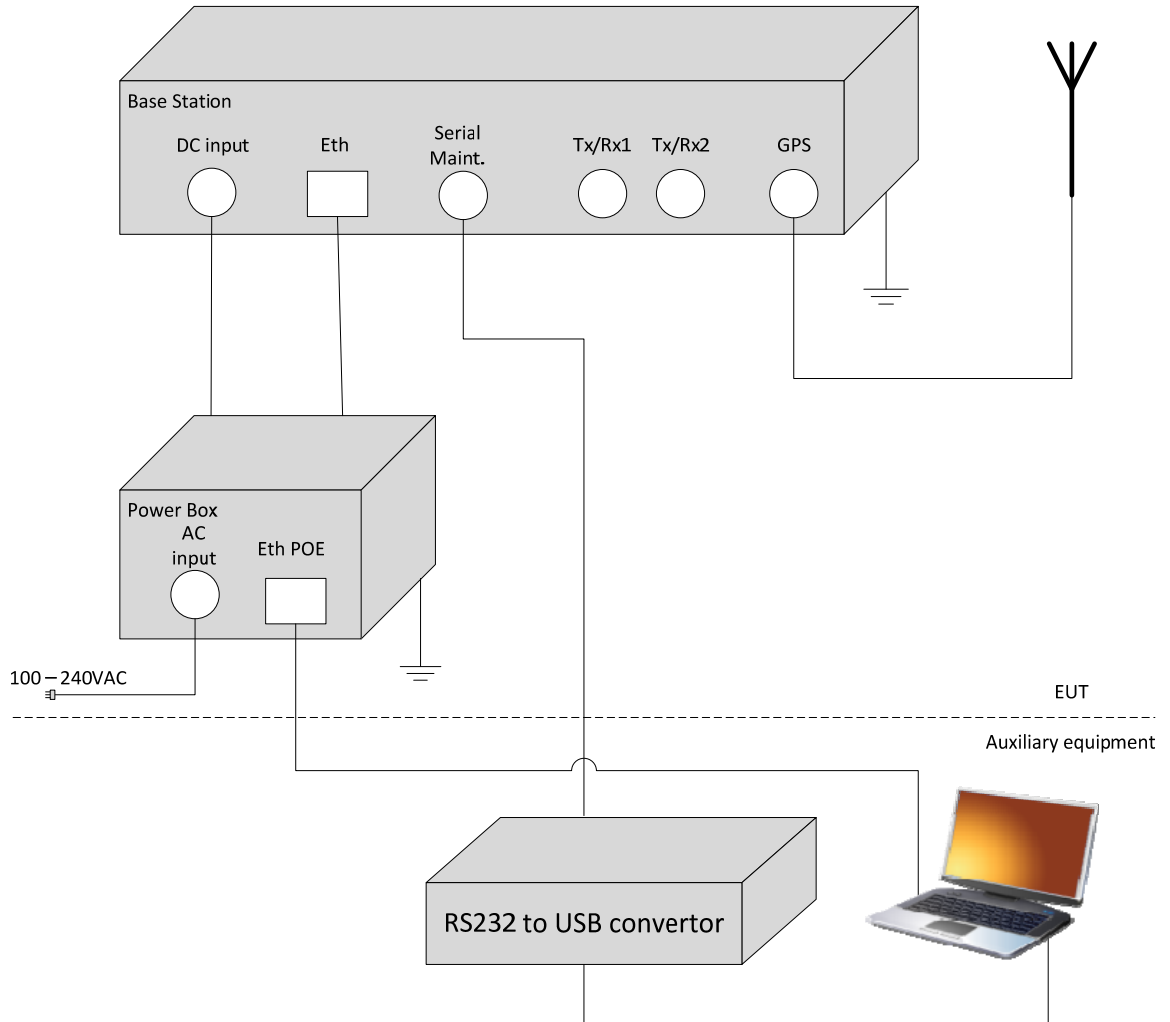 Base Station
DC input
Eth
Serial
Maint.
Tx/Rx1
Tx/Rx2
GPS
Power Box
AC
input
Eth POE
100–240VAC
EUT
Auxiliary equipment
RS232 to USB convertor